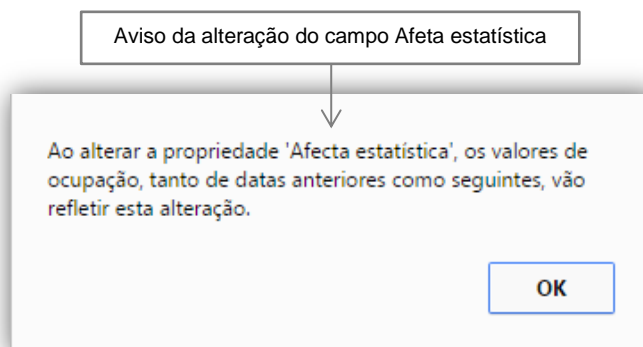 Aviso da alteração do campo Afeta estatística
Ao alterar a propriedade 'Afecta estatística', os valores de
ocupação, tanto de datas anteriores como seguintes, vão
refletir esta alteração.
OK